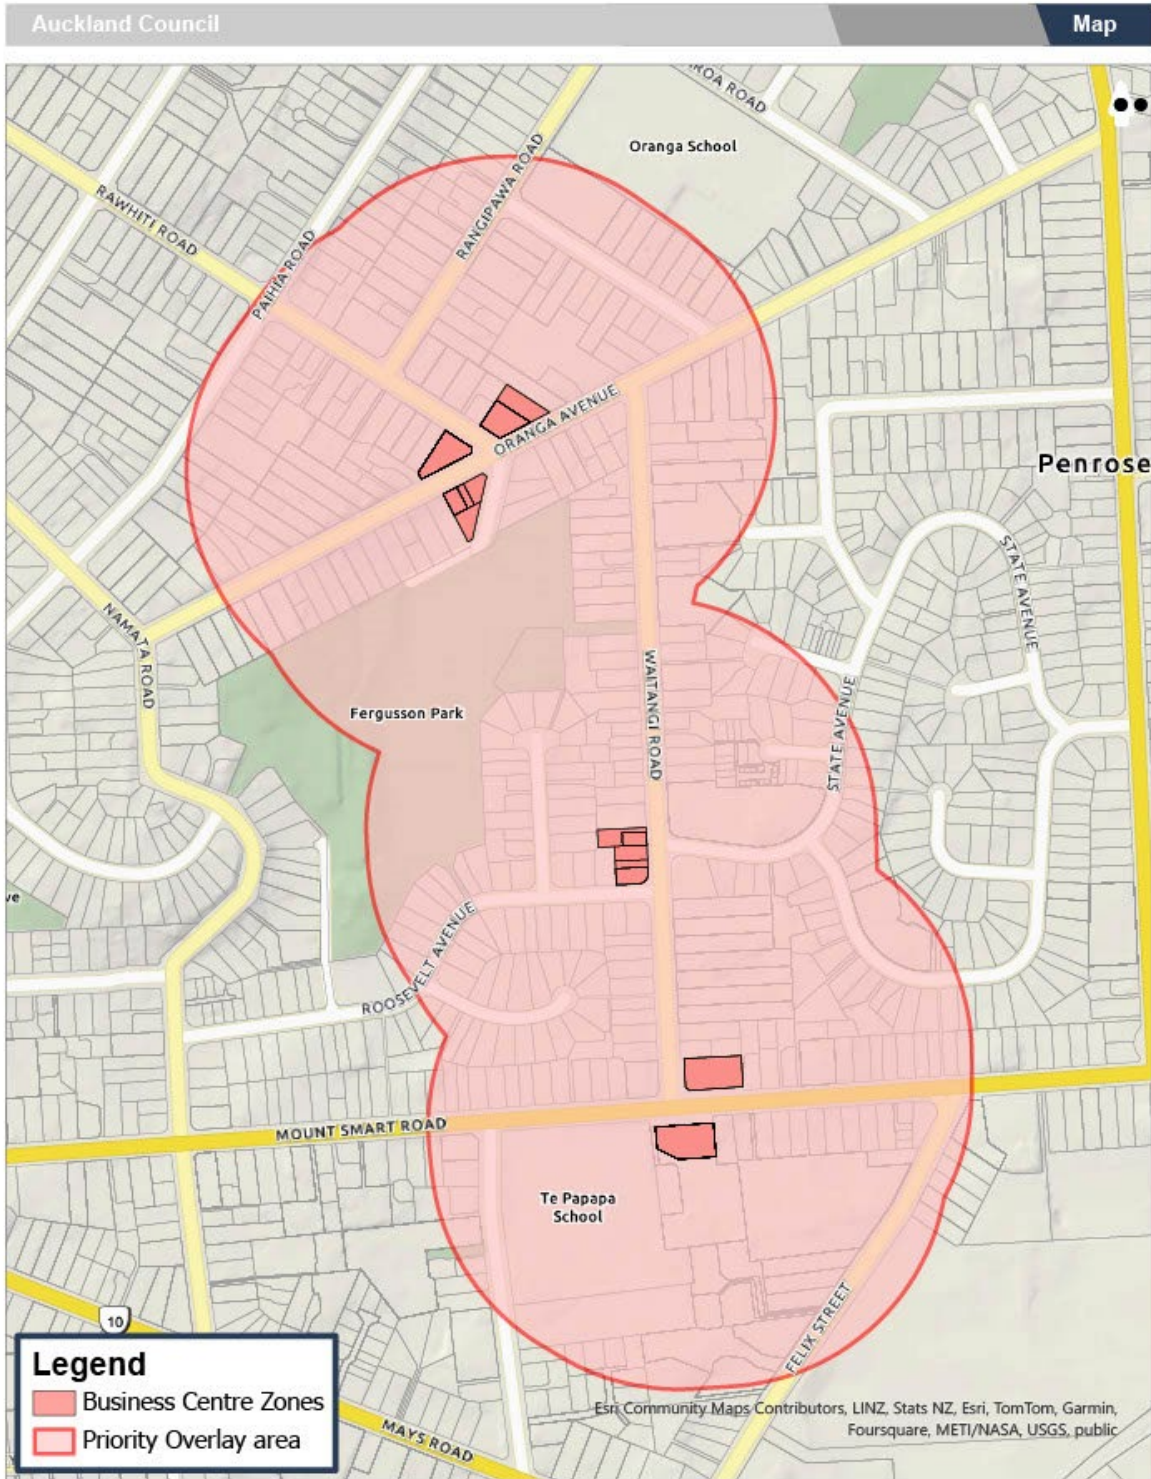 Auckland Council
Map
ROA ROAD
Oranga School
RAWHITI ROAD
RANGIPAWA ROAD
PAIHIA ROAD
ORANGA AVENUE
Penrose
STATE AVENUE
NAMATA ROAD
WAITANGI ROAD
Fergusson Park
STATE AVENUE
ve
ROOSEVELT AVENUE
MOUNT SMART ROAD
Te Papapa
School
FELIX STREET
10
MAYS ROAD
Legend
Business Centre Zones
Priority Overlay area
Esri Community Maps Contributors, LINZ, Stats NZ, Esri, TomTom, Garmin,
Foursquare, METI/NASA, USGS, public